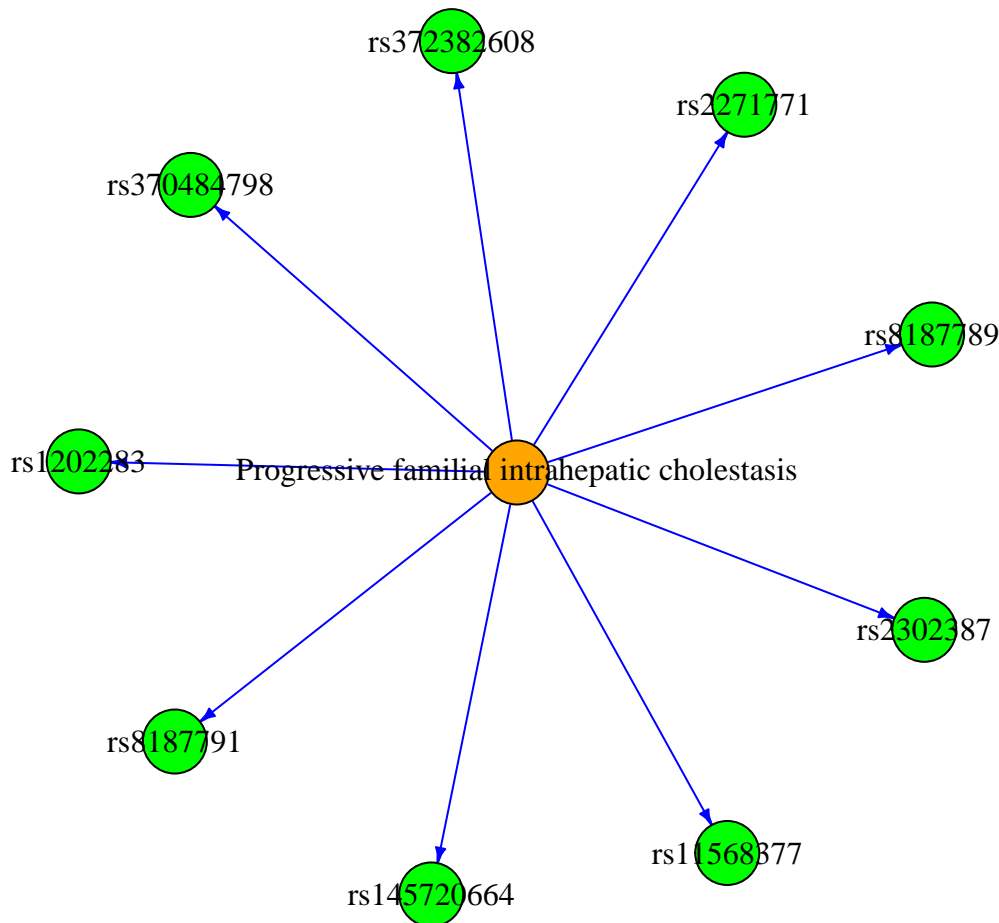 rs372382608
rs2271771
rs370484798
rs8187789
rs1202283
Progressive familial intrahepatic cholestasis
rs2302387
rs8187791
rs11568377
rs145720664